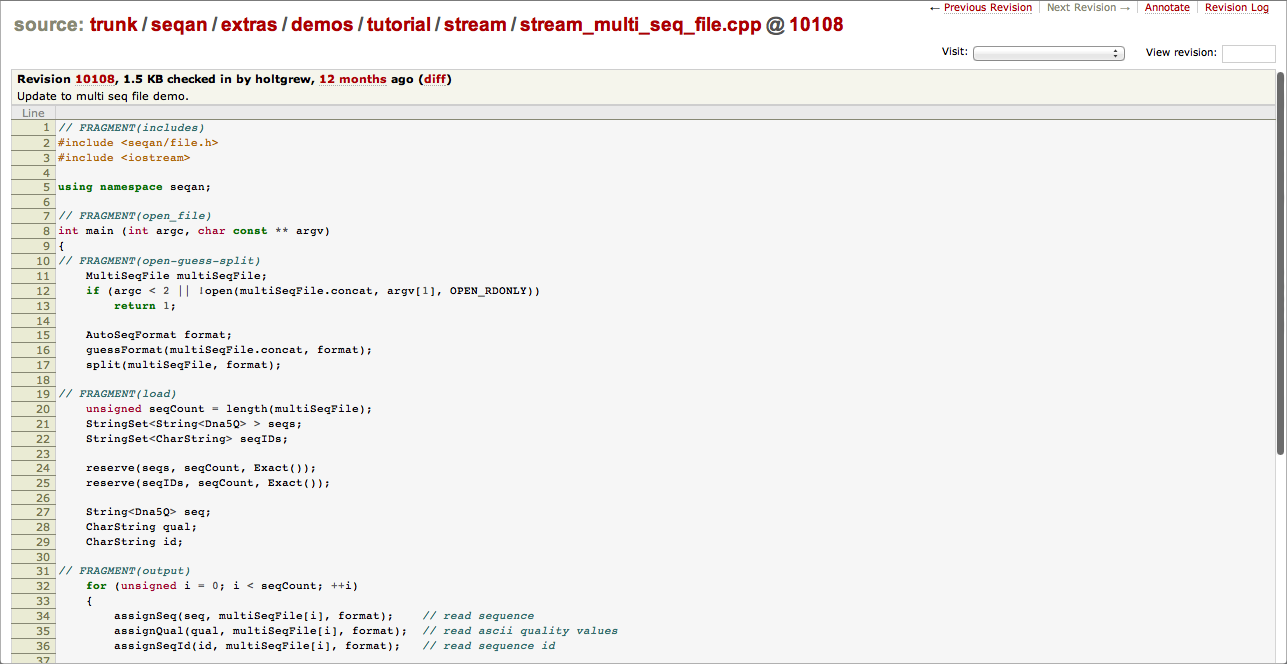 ← Previous Revision Next Revision → Annotate Revision Log
source: trunk / seqan / extras / demos / tutorial / stream / stream_multi_seq_file.cpp @ 10108
Visit: View revision:
Revision 10108, 1.5 KB checked in by holtgrew, 12 months ago (diff)
Update to multi seq file demo.
Line
1 // FRAGMENT(includes)
2 #include <seqan/file.h>
3 #include <iostream>
4
5 using namespace seqan;
6
7 // FRAGMENT(open_file)
8 int main (int argc, char const ** argv)
9 {
10 // FRAGMENT(open-guess-split)
11 MultiSeqFile multiSeqFile;
12 if (argc < 2 || !open(multiSeqFile.concat, argv[1], OPEN_RDONLY))
13 return 1;
14
15 AutoSeqFormat format;
16 guessFormat(multiSeqFile.concat, format);
17 split(multiSeqFile, format);
18
19 // FRAGMENT(load)
20 unsigned seqCount = length(multiSeqFile);
21 StringSet<String<Dna5Q> > seqs;
22 StringSet<CharString> seqIDs;
23
24 reserve(seqs, seqCount, Exact());
25 reserve(seqIDs, seqCount, Exact());
26
27 String<Dna5Q> seq;
28 CharString qual;
29 CharString id;
30
31 // FRAGMENT(output)
32 for (unsigned i = 0; i < seqCount; ++i)
33 {
34 assignSeq(seq, multiSeqFile[i], format); // read sequence
35 assignQual(qual, multiSeqFile[i], format); // read ascii quality values
36 assignSeqId(id, multiSeqFile[i], format); // read sequence id
37